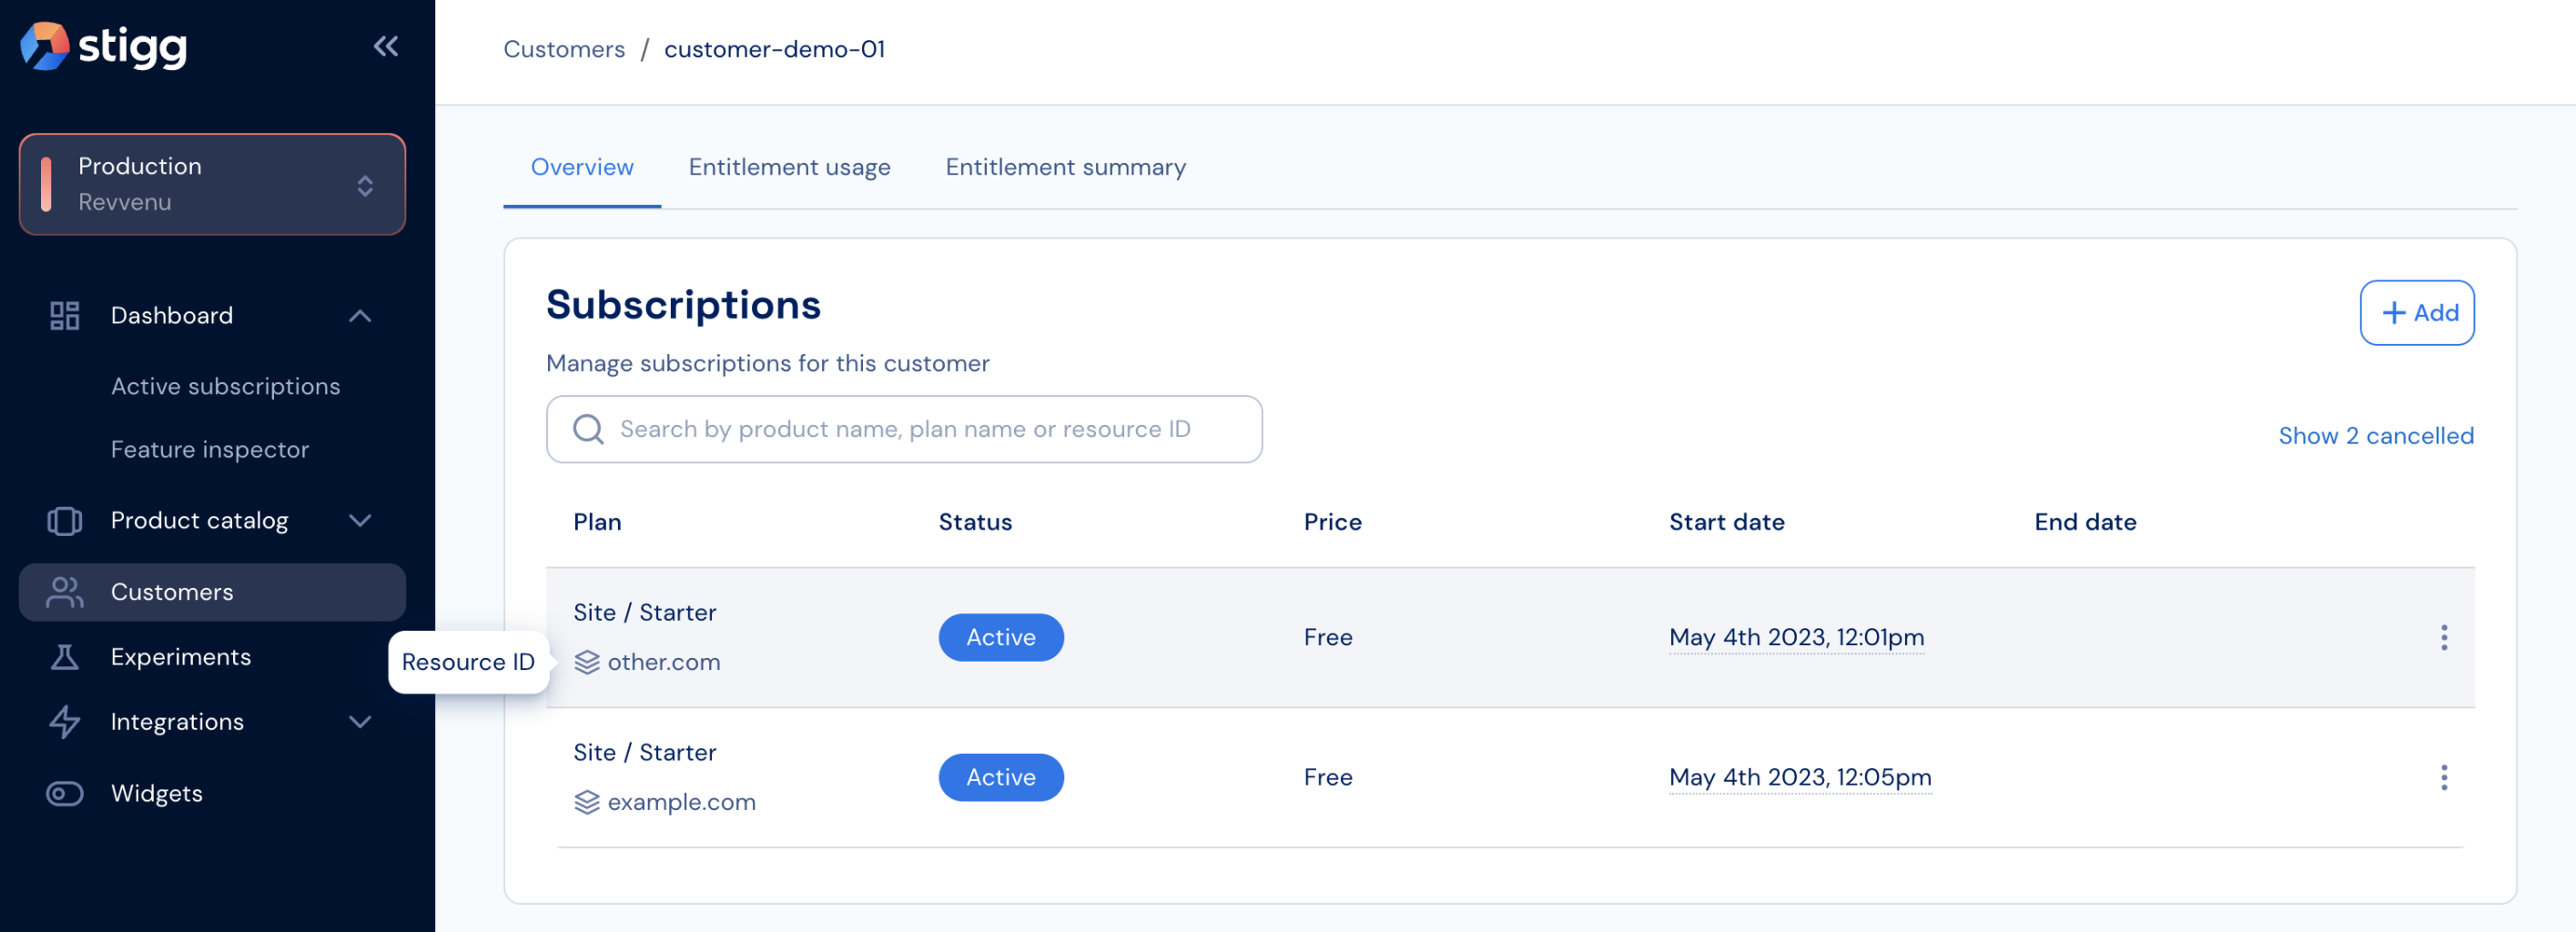 stigg
Customers / customer-demo-01
Production
Revvenu
Overview
Entitlement usage
Entitlement summary
Dashboard
Active subscriptions
Feature inspector
Product catalog
Customers
Experiments
Integrations
Widgets
Subscriptions
+ Add
Manage subscriptions for this customer
Search by product name, plan name or resource ID
Show 2 cancelled
Plan Status Price Start date End date
Site / Starter
Resource ID
other.com
Active
Free
May 4th 2023, 12:01pm
Site / Starter
example.com
Active
Free
May 4th 2023, 12:05pm